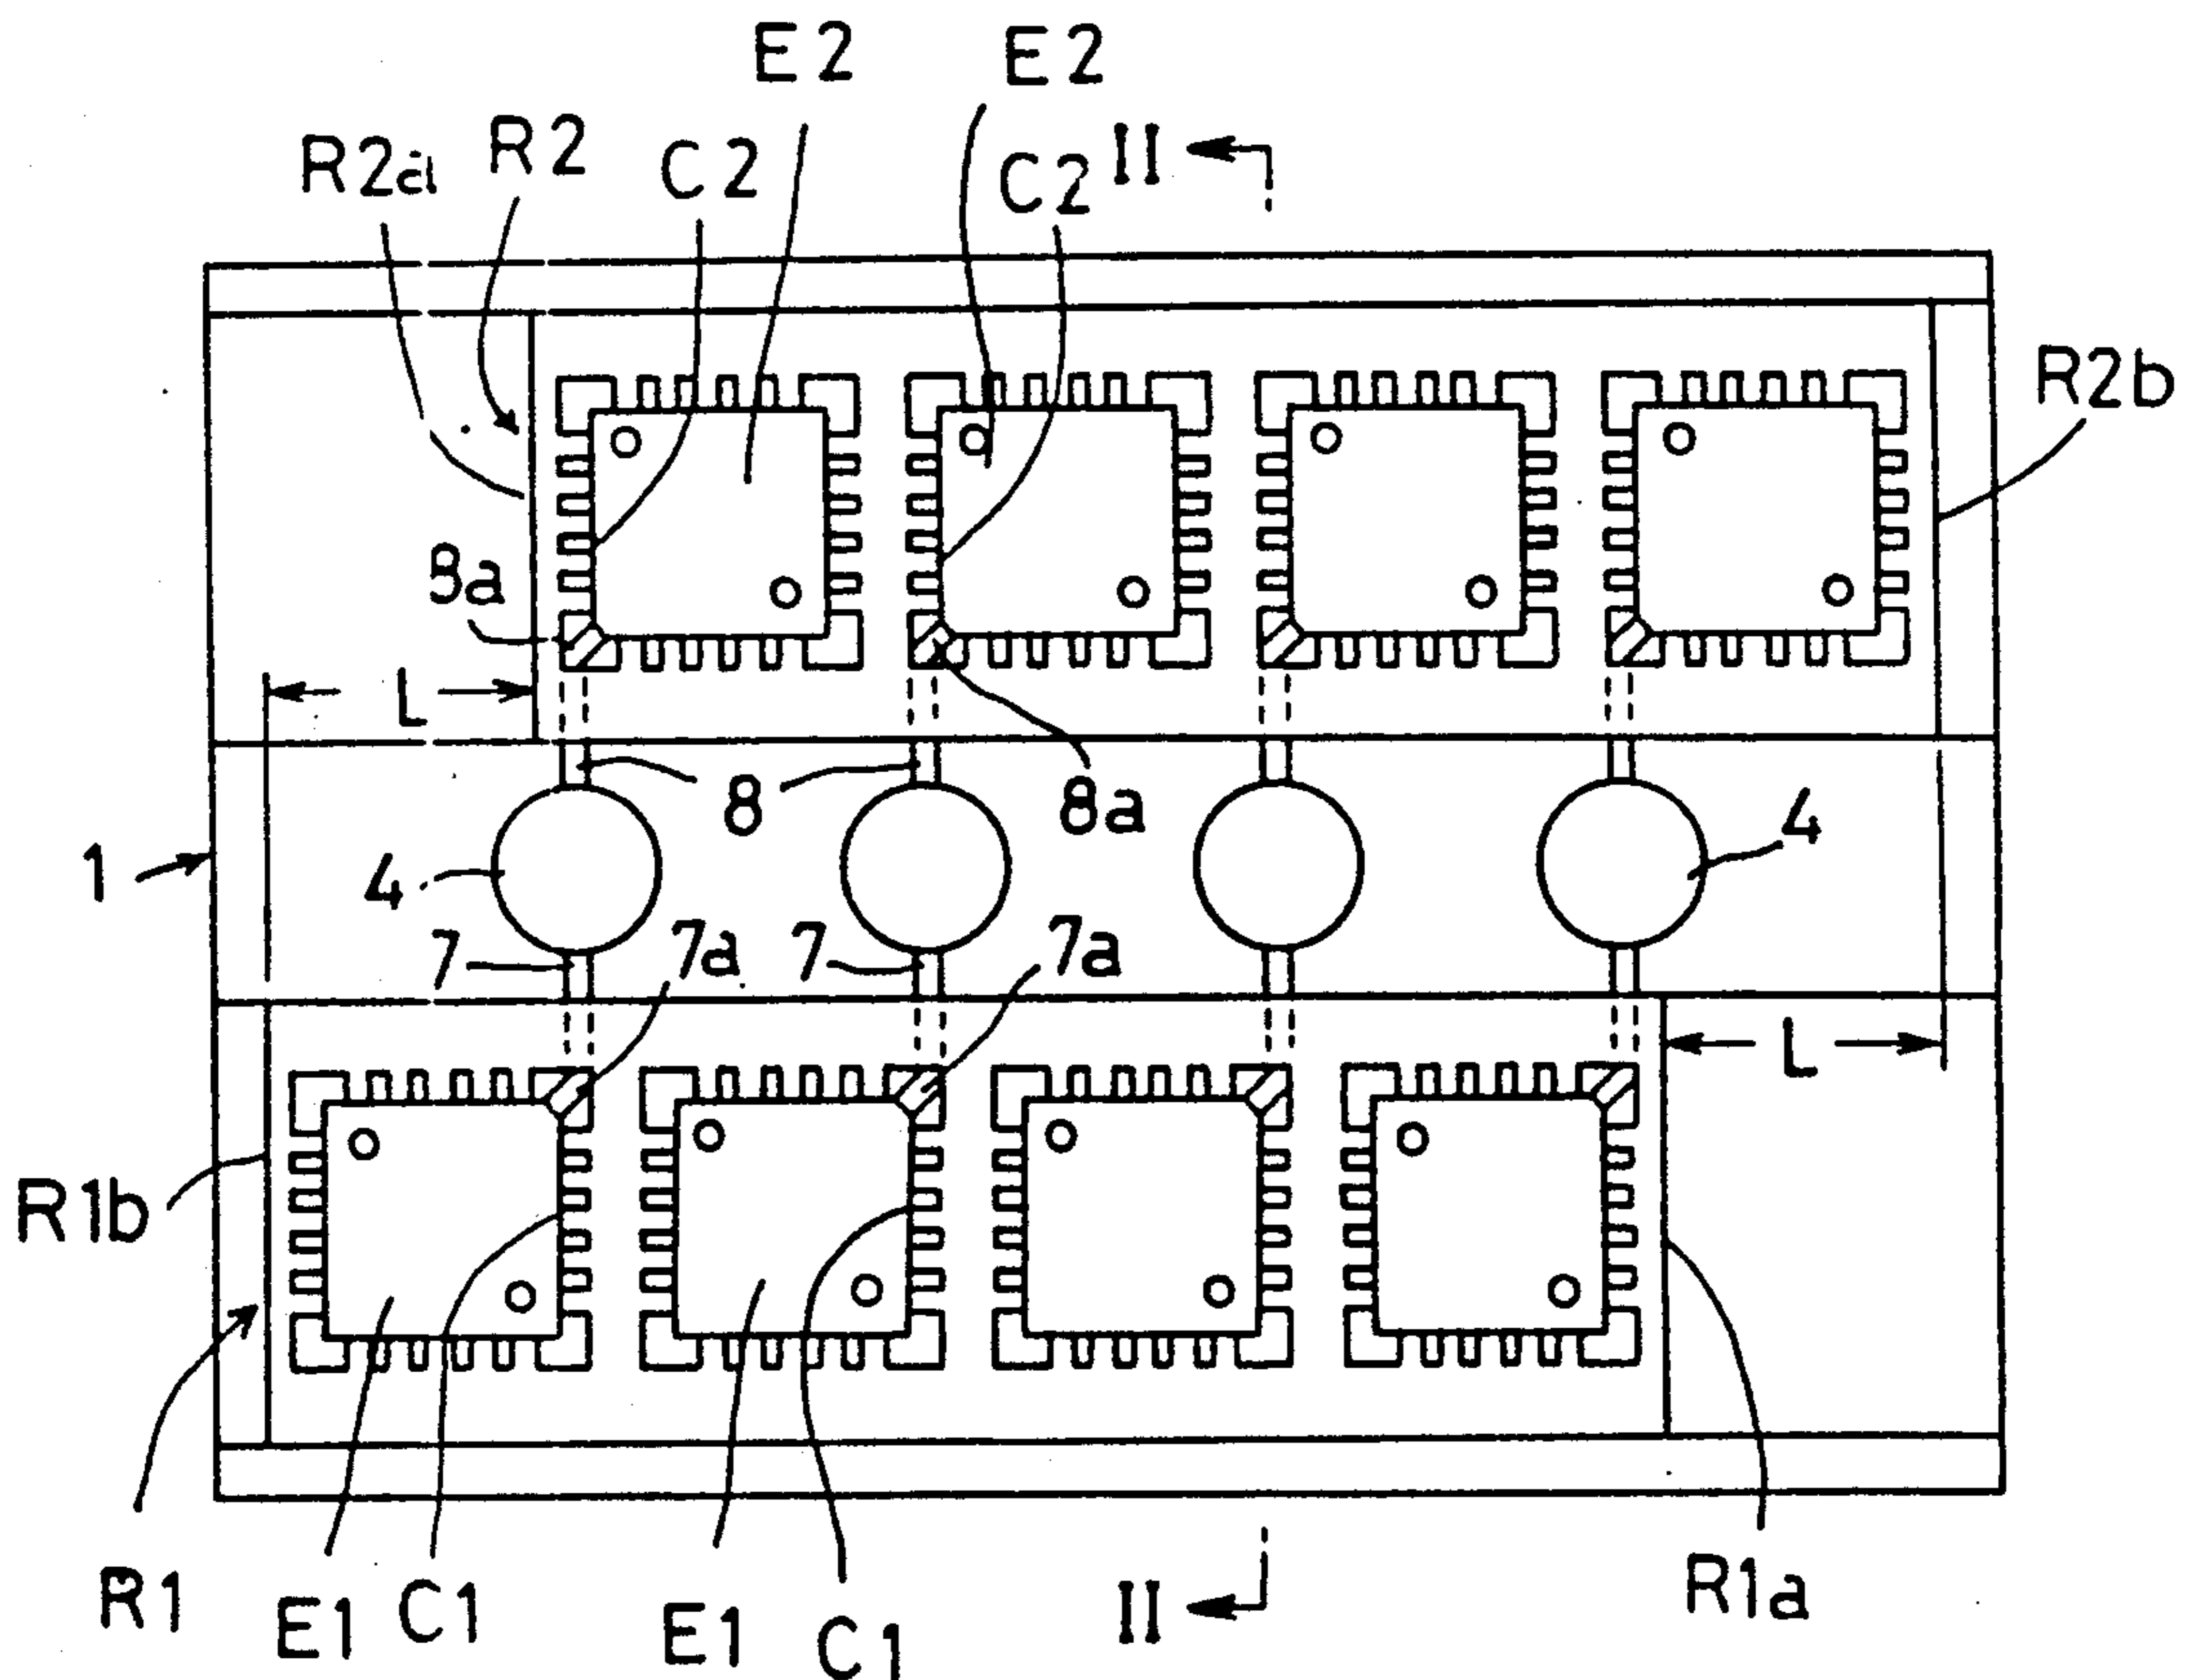 E2 E2
R2a R2 C2 C2 II
R2b
9a
L
8 8a
1 4 4
7 7a 7 7a
L
R1b
R1 E1 C1 E1 C1 II R1a